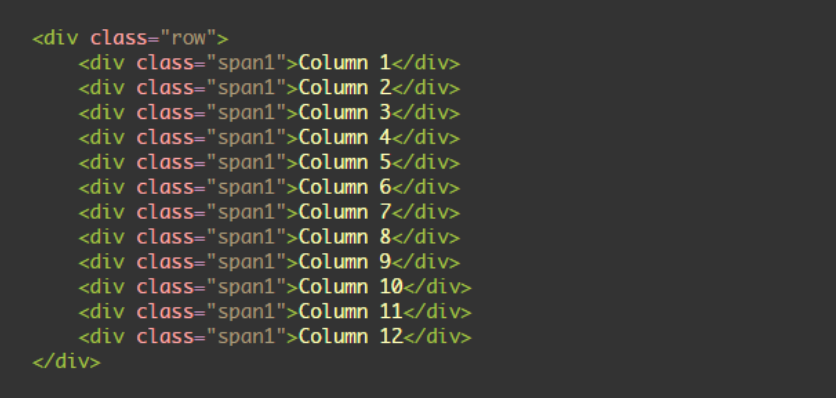 <div class="row">
    <div class="span1">Column 1</div>
    <div class="span1">Column 2</div>
    <div class="span1">Column 3</div>
    <div class="span1">Column 4</div>
    <div class="span1">Column 5</div>
    <div class="span1">Column 6</div>
    <div class="span1">Column 7</div>
    <div class="span1">Column 8</div>
    <div class="span1">Column 9</div>
    <div class="span1">Column 10</div>
    <div class="span1">Column 11</div>
    <div class="span1">Column 12</div>
</div>